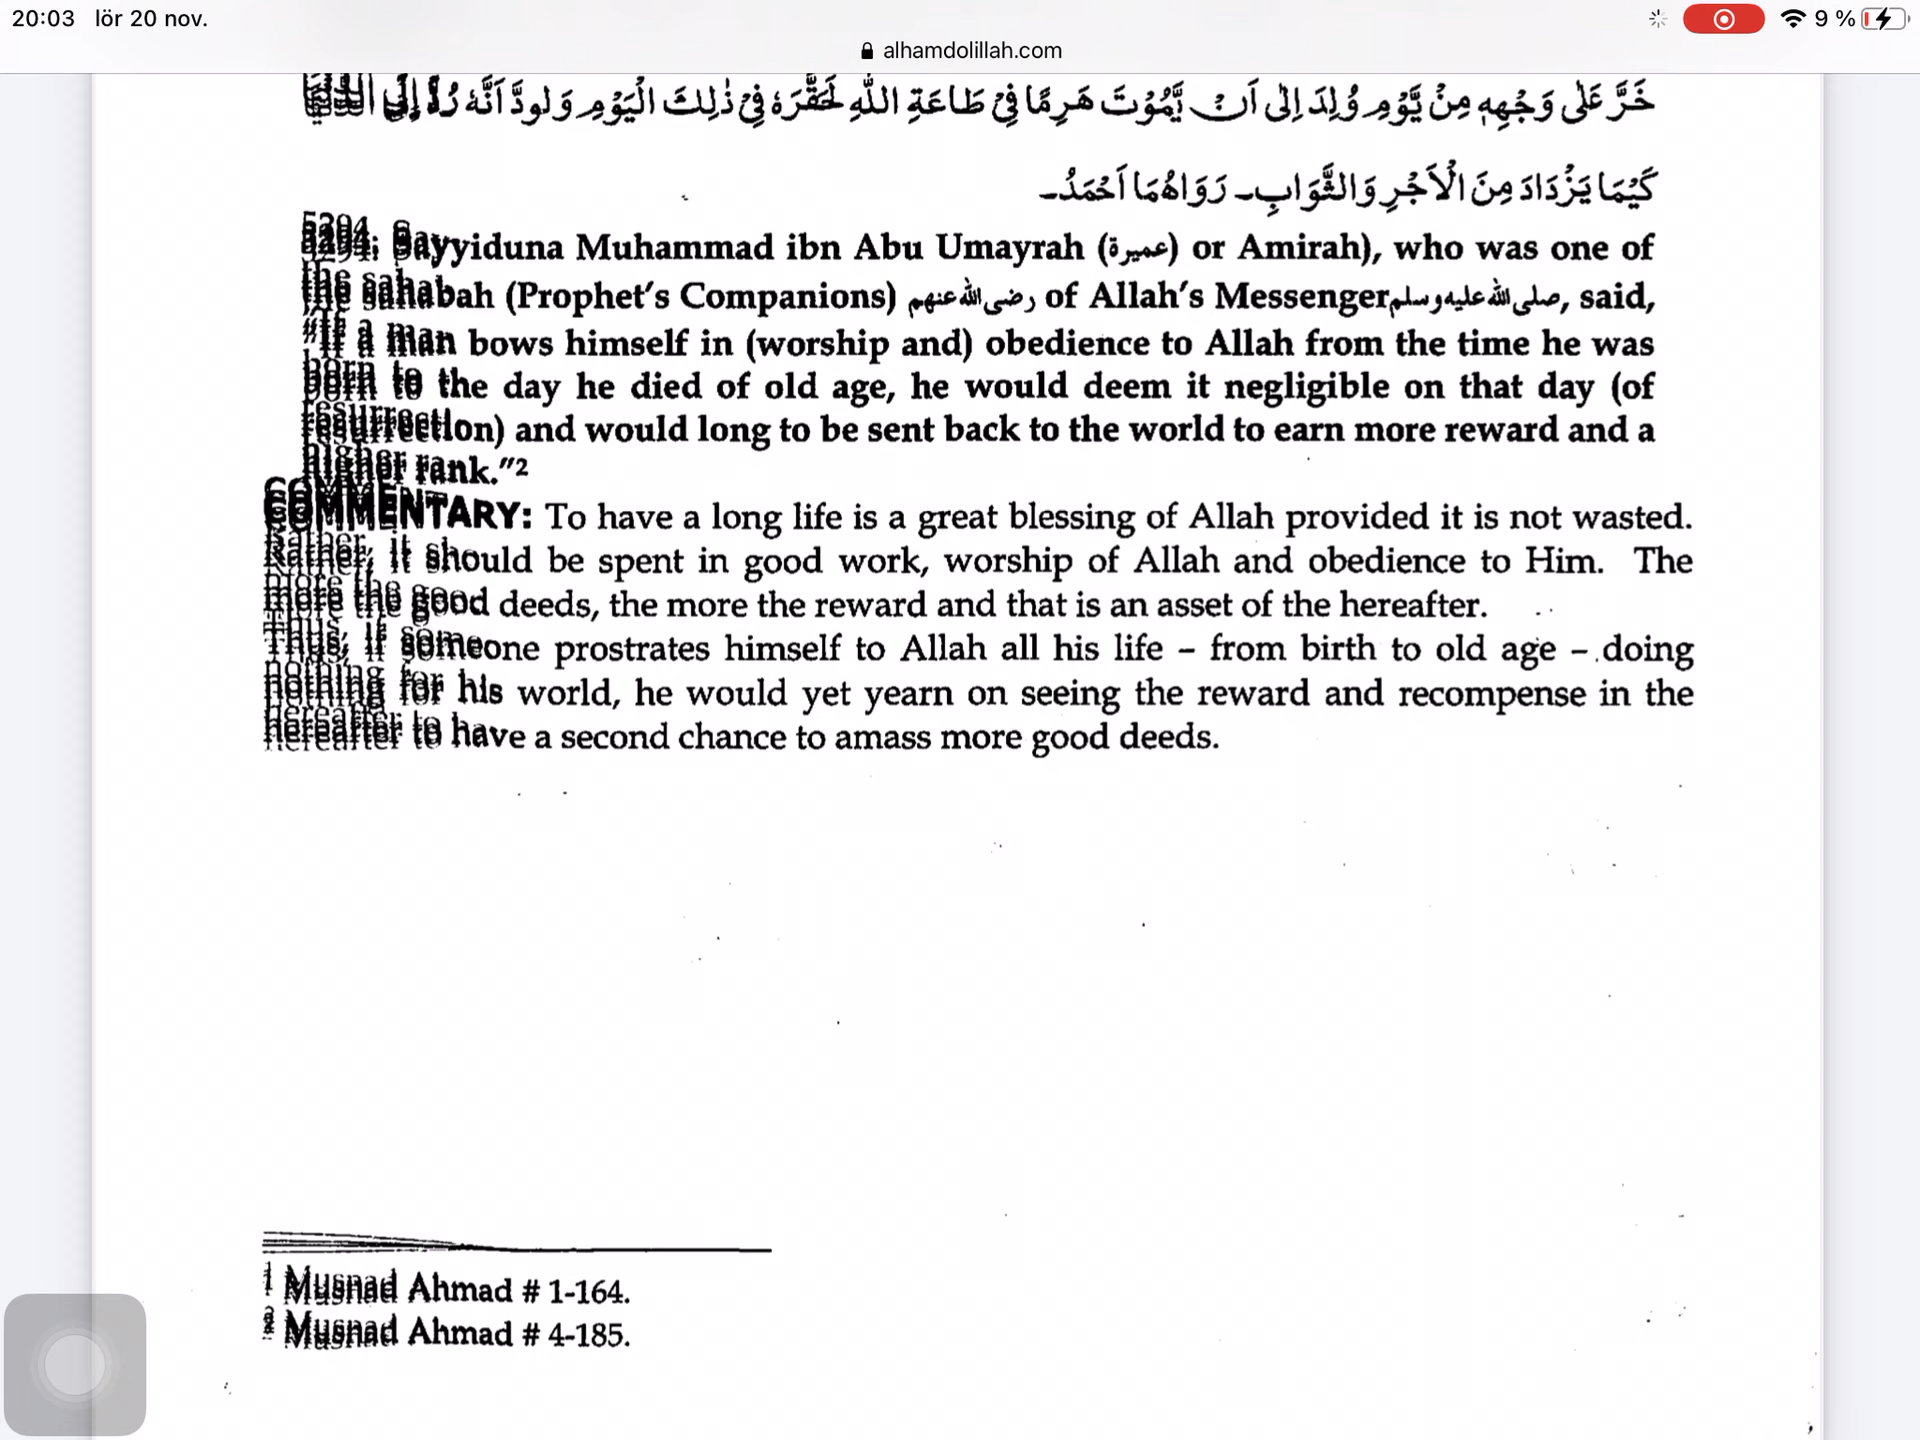 20:03 lör 20 nov.
9 %
alhamdolillah.com
خَرَّ عَلٰى وَجْهِهٖ مِنْ يَّوْمِ وُلِدَ اِلٰى اَنْ يَّمُوْتَ هَرِمًا فِيْ طَاعَةِ اللّٰهِ لَحَقَّرَهٗ فِيْ ذٰلِكَ الْيَوْمِ وَلَودَّ اَنَّهٗ رُدَّ اِلَى الدُّنْيَا
كَيْمَا يَزْدَادَ مِنَ الْاَجْرِ وَالثَّوَابِ۔ رَوَاهُمَا اَحْمَدُ۔
5294. Sayyiduna Muhammad ibn Abu Umayrah (عميرة) or Amirah), who was one of
the sahabah (Prophet's Companions) رضى الله عنهم of Allah's Messenger صلى الله عليه وسلم, said,
"If a man bows himself in (worship and) obedience to Allah from the time he was
born to the day he died of old age, he would deem it negligible on that day (of
resurrection) and would long to be sent back to the world to earn more reward and a
higher rank."2
COMMENTARY: To have a long life is a great blessing of Allah provided it is not wasted.
Rather, it should be spent in good work, worship of Allah and obedience to Him. The
more the good deeds, the more the reward and that is an asset of the hereafter.
Thus, if someone prostrates himself to Allah all his life – from birth to old age – doing
nothing for his world, he would yet yearn on seeing the reward and recompense in the
hereafter to have a second chance to amass more good deeds.
1 Musnad Ahmad # 1-164.
2 Musnad Ahmad # 4-185.